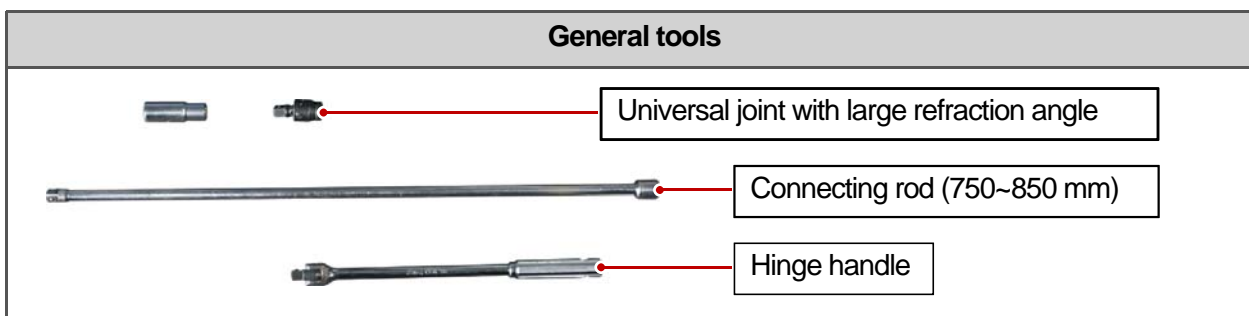 General tools
Universal joint with large refraction angle
Connecting rod (750~850 mm)
Hinge handle